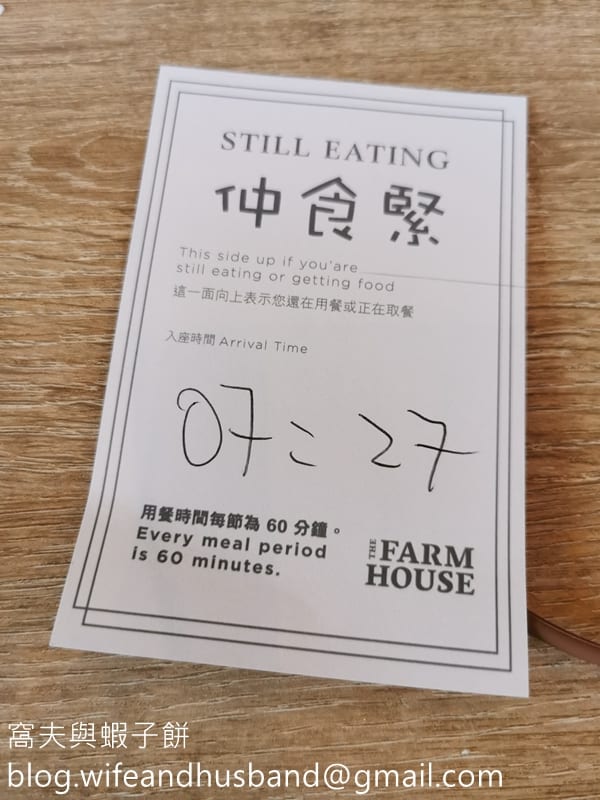 STILL EATING
仲食緊
This side up if you'are
still eating or getting food
這一面向上表示您還在用餐或正在取餐
入座時間 Arrival Time
07:27
用餐時間每節為 60 分鐘。
Every meal period
is 60 minutes.
THE FARM
HOUSE
窩夫與蝦子餅
blog.wifeandhusband@gmail.com